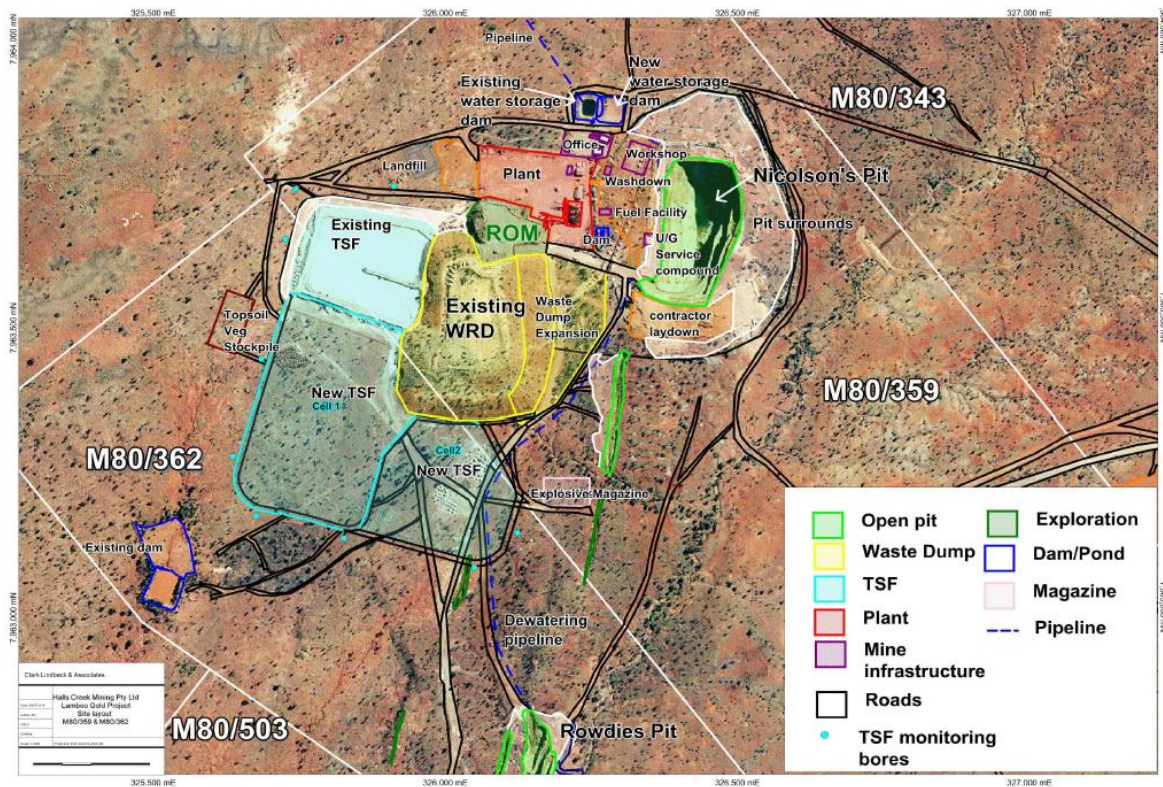 325,500 mE
326,000 mE
326,500 mE
327,000 mE
7,964,000 mN
Pipeline
New
water storage
dam
Existing
water storage
dam
M80/343
Office
Workshop
Landfill
Plant
Washdown
Nicolson's Pit
Existing
TSF
ROM
Fuel Facility
Pit surrounds
Dam
U/G
Service
compound
7,963,500 mN
Existing
WRD
Waste
Dump
Expansion
contractor
laydown
Topsoil
Veg
Stockpile
New TSF
Cell 1
M80/359
M80/362
Cell2
New TSF
Explosive Magazine
Existing dam
Open pit
Waste Dump
TSF
Plant
Mine
infrastructure
Roads
TSF monitoring
bores
Exploration
Dam/Pond
Magazine
Pipeline
7,963,000 mN
Dewatering
pipeline
Clark Lindbeck & Associates
Halls Creek Mining Pty Ltd
Lamboo Gold Project
Site layout
M80/359 & M80/362
M80/503
Rowdies Pit
325,500 mE
326,000 mE
326,500 mE
327,000 mE